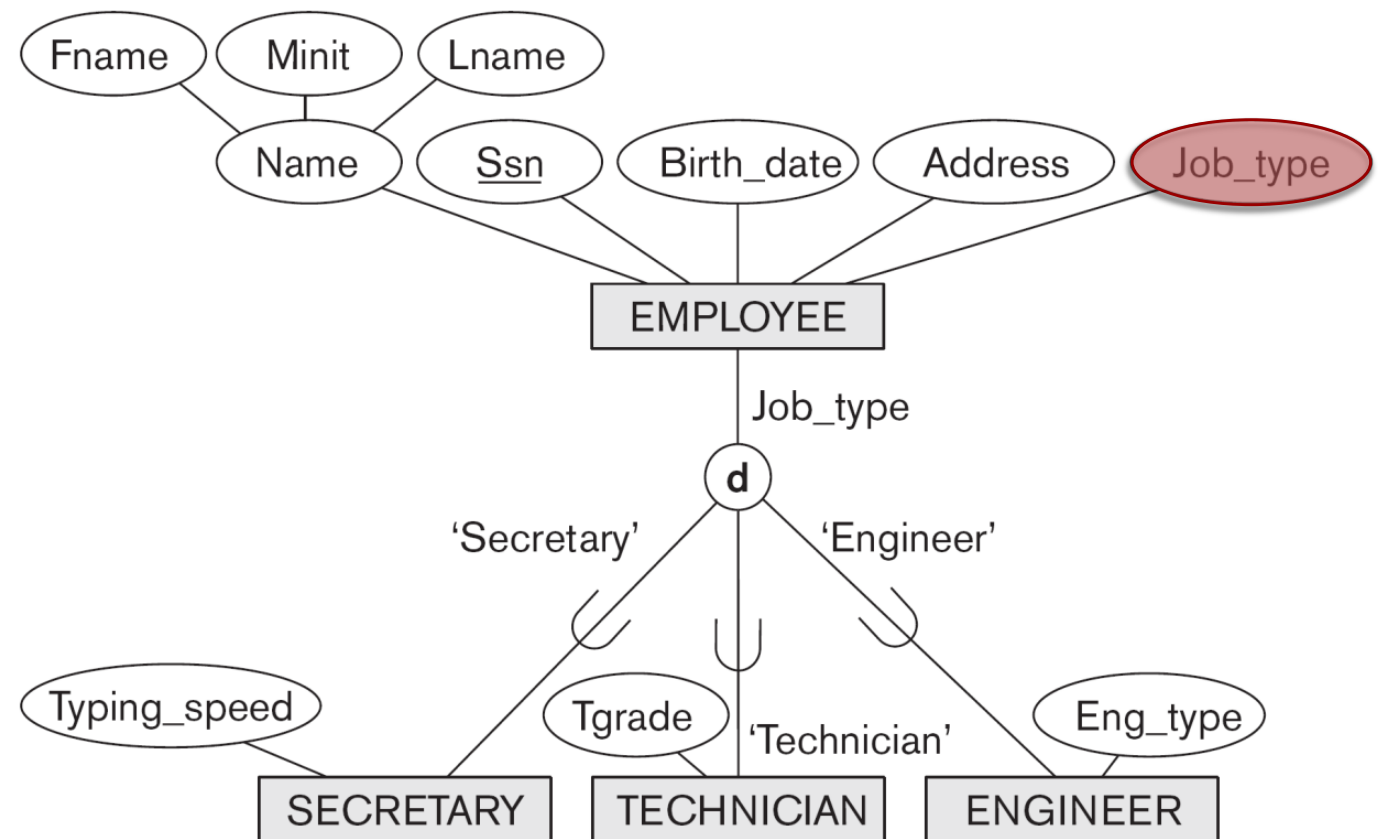 Fname Minit Lname
Name Ssn Birth_date Address Job_type
EMPLOYEE
Job_type
d
‘Secretary’ ‘Engineer’
Typing_speed Tgrade Eng_type
‘Technician’
SECRETARY TECHNICIAN ENGINEER